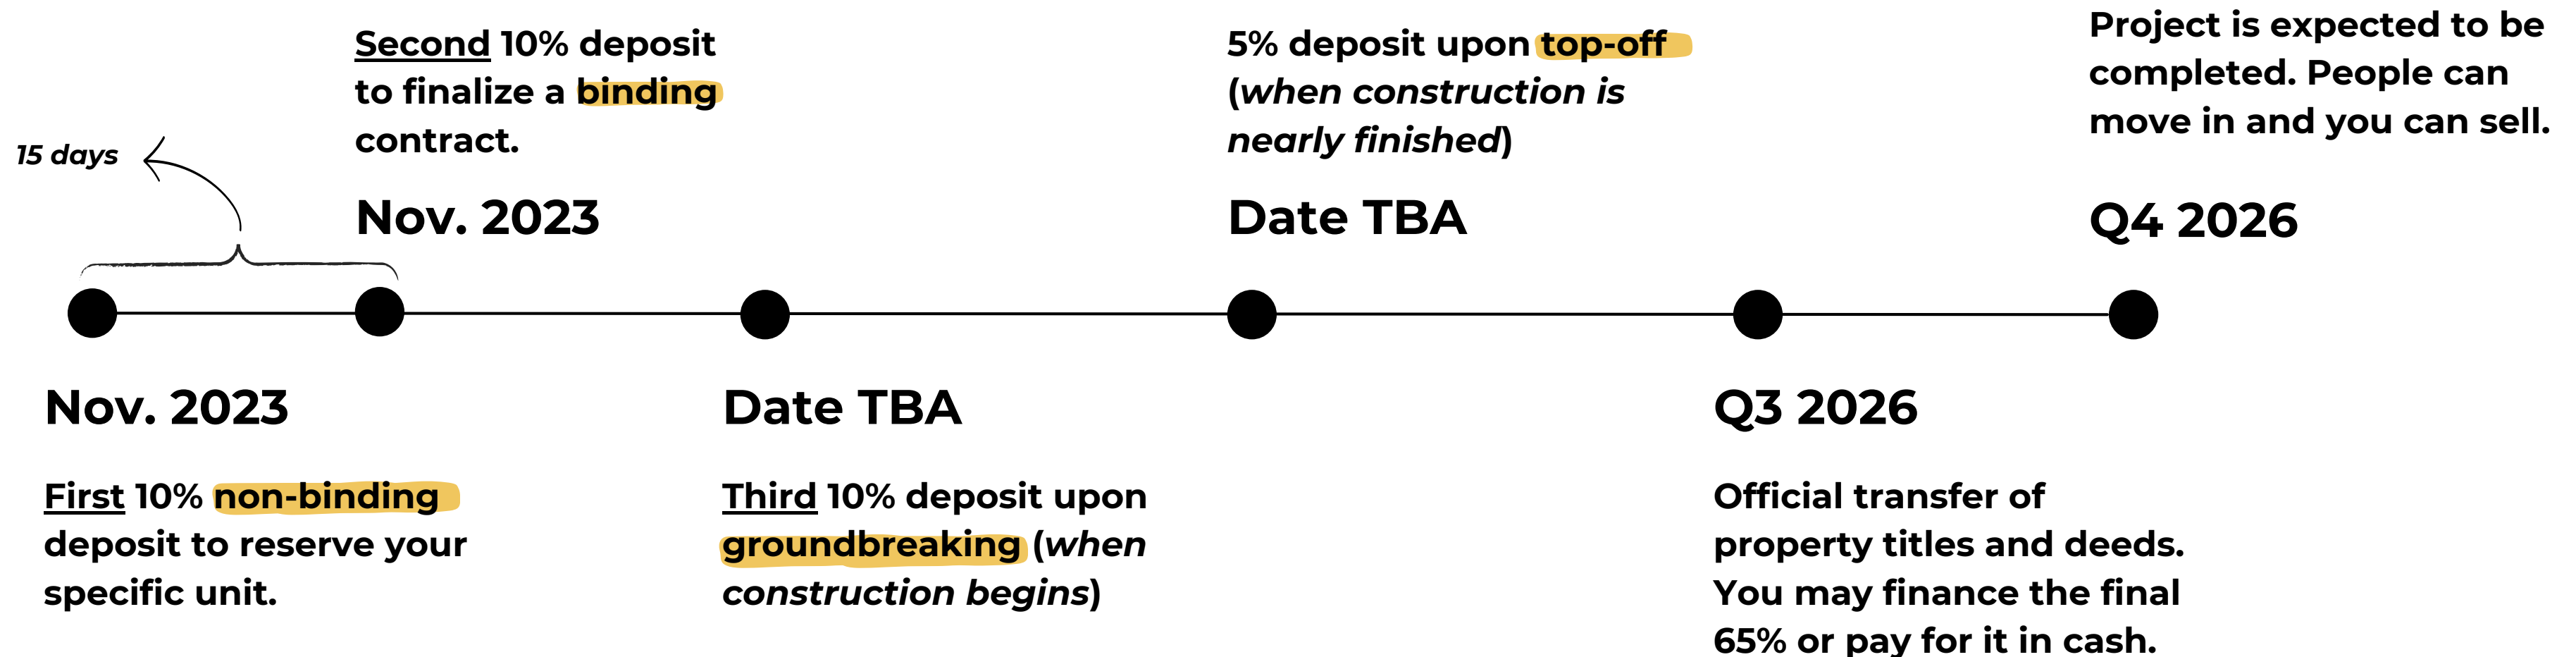 15 days
Nov. 2023
First 10% non-binding
deposit to reserve your
specific unit.
Second 10% deposit
to finalize a binding
contract.
Nov. 2023
Date TBA
Third 10% deposit upon
groundbreaking (when
construction begins)
5% deposit upon top-off
(when construction is
nearly finished)
Date TBA
Q3 2026
Official transfer of
property titles and deeds.
You may finance the final
65% or pay for it in cash.
Project is expected to be
completed. People can
move in and you can sell.
Q4 2026